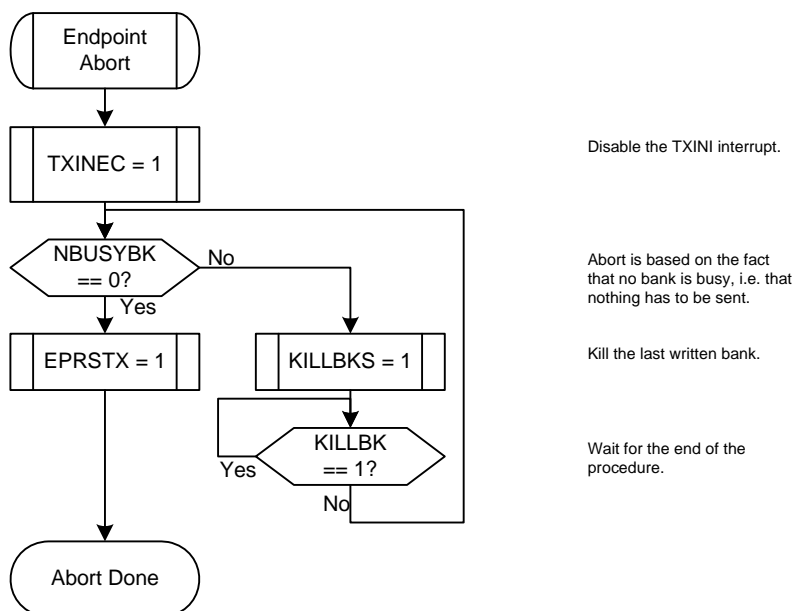 Endpoint
Abort
TXINEC = 1
Disable the TXINI interrupt.
NBUSYBK
== 0?
No
Yes
Abort is based on the fact
that no bank is busy, i.e. that
nothing has to be sent.
EPRSTX = 1
KILLBKS = 1
Kill the last written bank.
KILLBK
== 1?
Yes
No
Wait for the end of the
procedure.
Abort Done